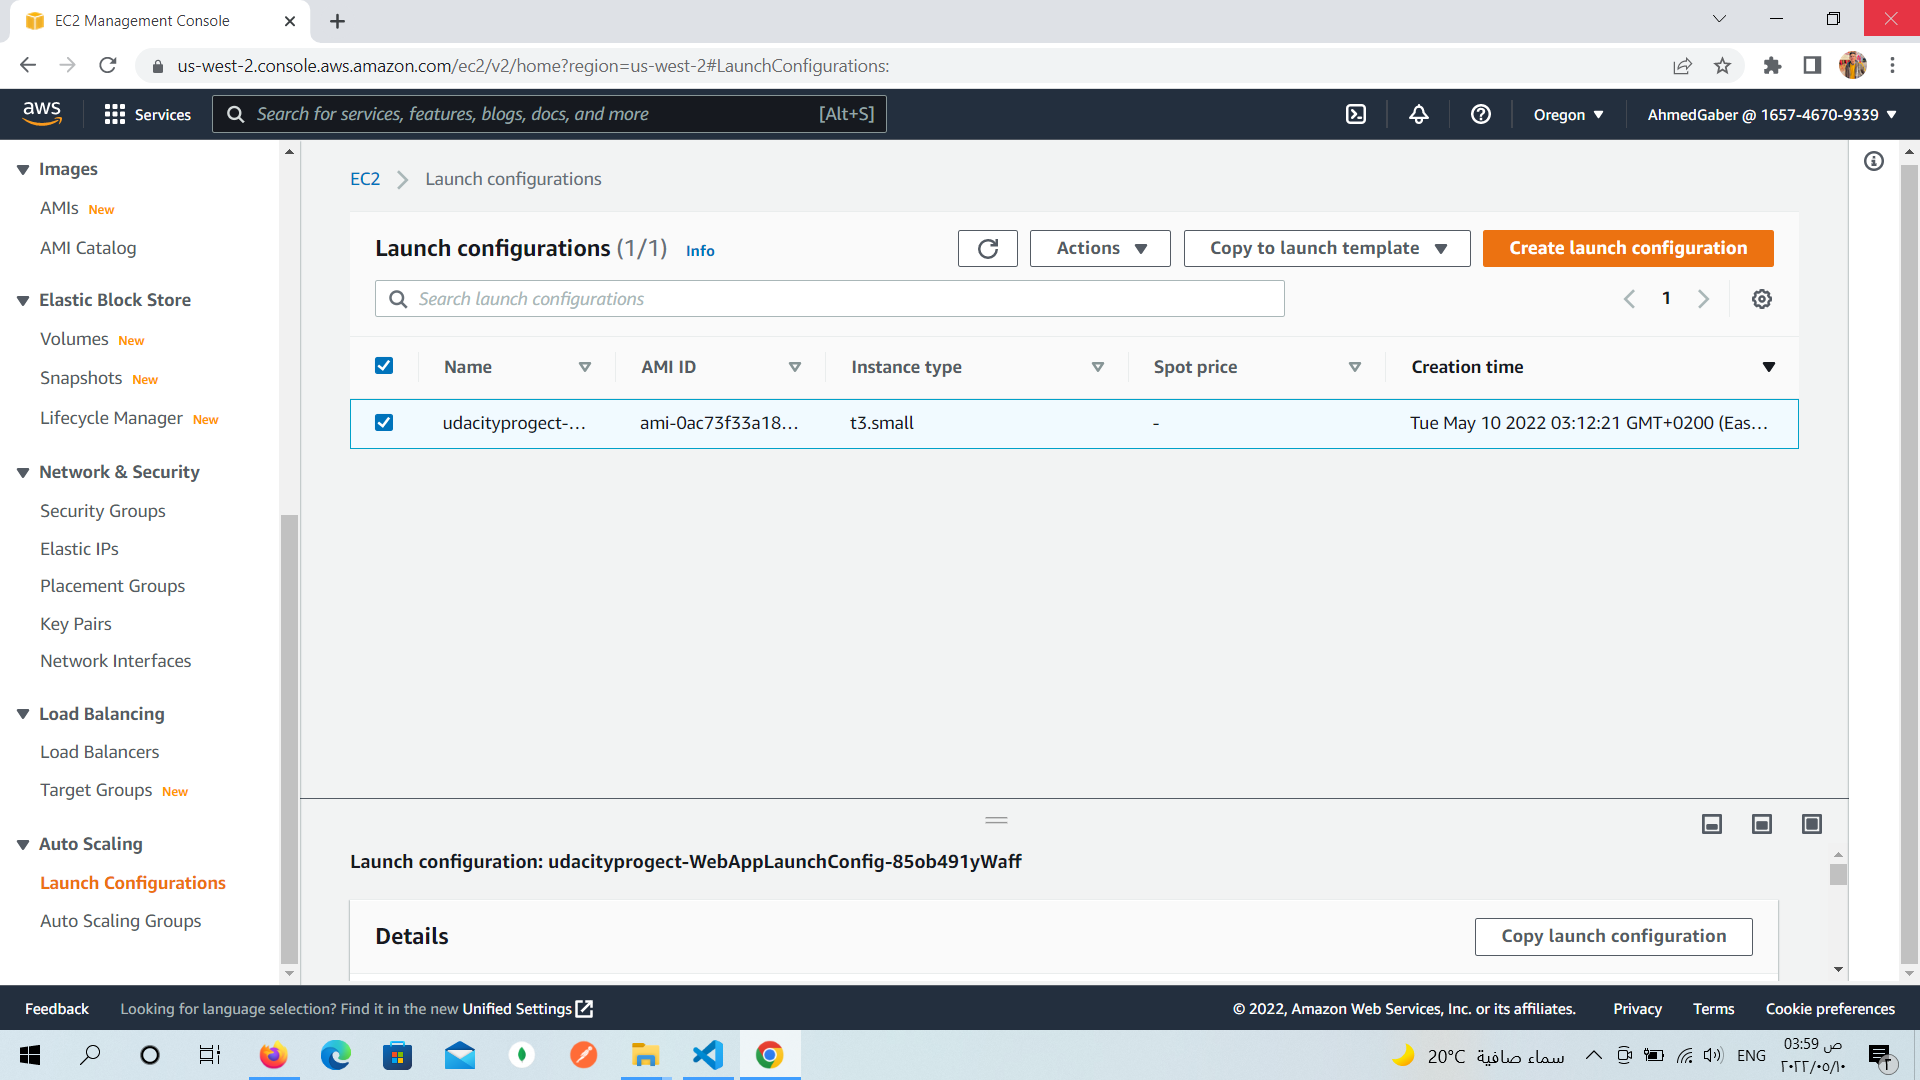 EC2 Management Console
us-west-2.console.aws.amazon.com/ec2/v2/home?region=us-west-2#LaunchConfigurations:
aws
Services
Search for services, features, blogs, docs, and more
[Alt+S]
Oregon
AhmedGaber @ 1657-4670-9339
Images
AMIs New
AMI Catalog
Elastic Block Store
Volumes New
Snapshots New
Lifecycle Manager New
Network & Security
Security Groups
Elastic IPs
Placement Groups
Key Pairs
Network Interfaces
Load Balancing
Load Balancers
Target Groups New
Auto Scaling
Launch Configurations
Auto Scaling Groups
EC2
Launch configurations
Launch configurations (1/1) Info
Actions
Copy to launch template
Create launch configuration
Search launch configurations
1
Name AMI ID Instance type Spot price Creation time
udacityprogect-... ami-0ac73f33a18... t3.small - Tue May 10 2022 03:12:21 GMT+0200 (Eas...
Launch configuration: udacityprogect-WebAppLaunchConfig-85ob491yWaff
Details
Copy launch configuration
Feedback
Looking for language selection? Find it in the new Unified Settings
© 2022, Amazon Web Services, Inc. or its affiliates.
Privacy
Terms
Cookie preferences
20°C سماء صافية
ENG
03:59 ص
٢٠٢٢/٠٥/١٠
٢